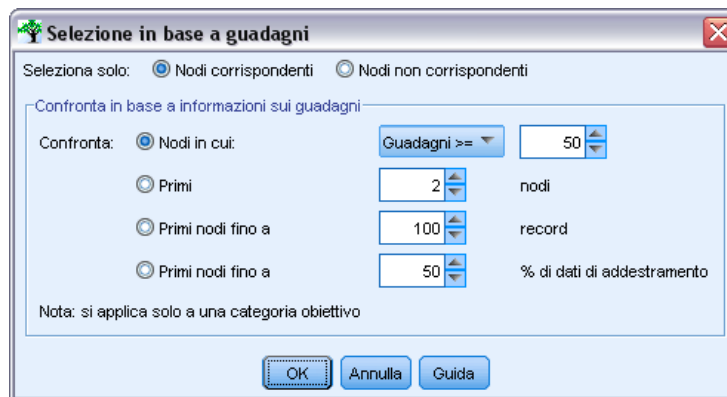 Selezione in base a guadagni
Seleziona solo: Nodi corrispondenti Nodi non corrispondenti
Confronta in base a informazioni sui guadagni
Confronta: Nodi in cui: Guadagni >= 50
Primi 2 nodi
Primi nodi fino a 100 record
Primi nodi fino a 50 % di dati di addestramento
Nota: si applica solo a una categoria obiettivo
OK Annulla Guida